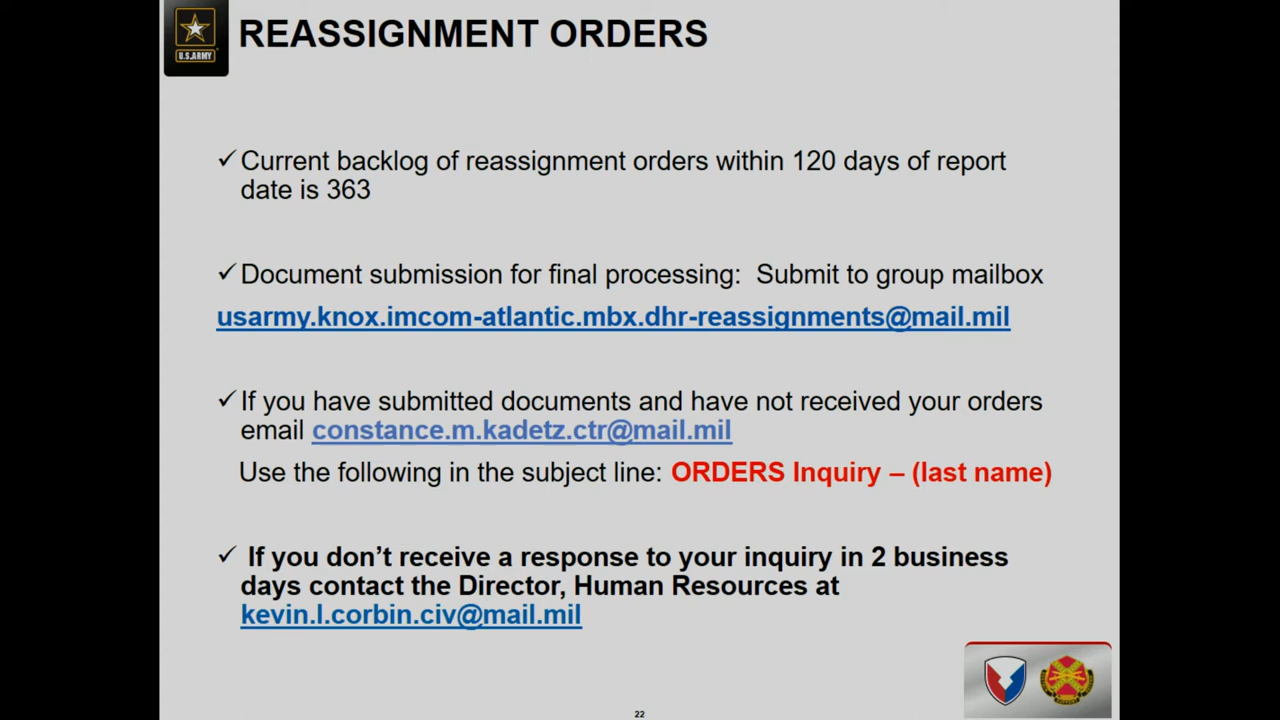 U.S.ARMY
REASSIGNMENT ORDERS
✓Current backlog of reassignment orders within 120 days of report
date is 363
✓Document submission for final processing:  Submit to group mailbox
usarmy.knox.imcom-atlantic.mbx.dhr-reassignments@mail.mil
✓If you have submitted documents and have not received your orders
email constance.m.kadetz.ctr@mail.mil
Use the following in the subject line: ORDERS Inquiry – (last name)
✓ If you don’t receive a response to your inquiry in 2 business
days contact the Director, Human Resources at
kevin.l.corbin.civ@mail.mil
22